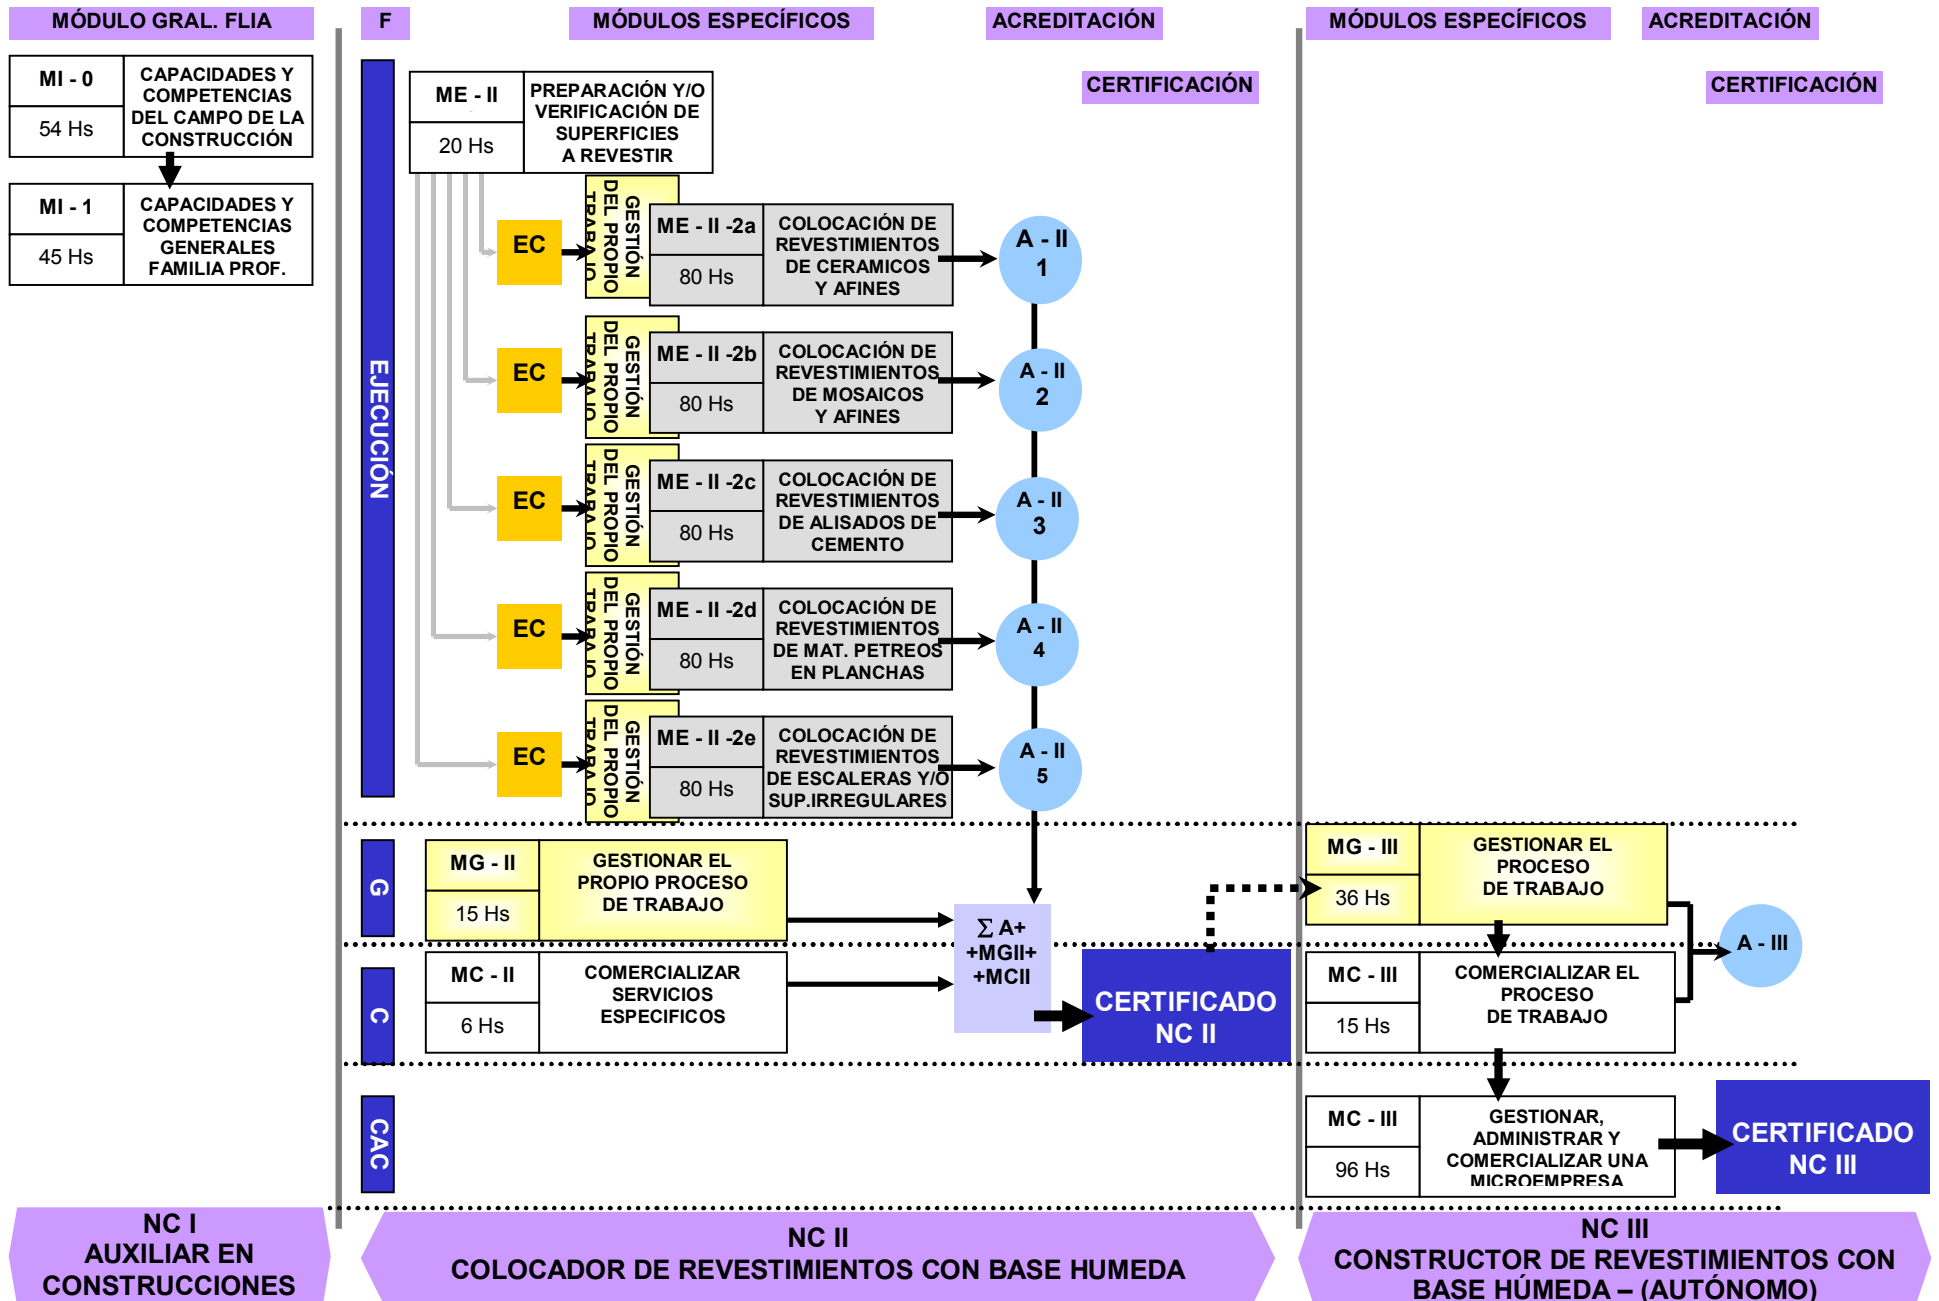 MÓDULO GRAL. FLIA
F
MÓDULOS ESPECÍFICOS
ACREDITACIÓN
MÓDULOS ESPECÍFICOS
ACREDITACIÓN
CERTIFICACIÓN
CERTIFICACIÓN
MI - 0
54 Hs
CAPACIDADES Y
COMPETENCIAS
DEL CAMPO DE LA
CONSTRUCCIÓN
MI - 1
45 Hs
CAPACIDADES Y
COMPETENCIAS
GENERALES
FAMILIA PROF.
EJECUCIÓN
ME - II
20 Hs
PREPARACIÓN Y/O
VERIFICACIÓN DE
SUPERFICIES
A REVESTIR
EC
GESTIÓN
DEL PROPIO
TRABAJO
ME - II -2a
80 Hs
COLOCACIÓN DE
REVESTIMIENTOS
DE CERAMICOS
Y AFINES
A - II
1
EC
GESTIÓN
DEL PROPIO
TRABAJO
ME - II -2b
80 Hs
COLOCACIÓN DE
REVESTIMIENTOS
DE MOSAICOS
Y AFINES
A - II
2
EC
GESTIÓN
DEL PROPIO
TRABAJO
ME - II -2c
80 Hs
COLOCACIÓN DE
REVESTIMIENTOS
DE ALISADOS DE
CEMENTO
A - II
3
EC
GESTIÓN
DEL PROPIO
TRABAJO
ME - II -2d
80 Hs
COLOCACIÓN DE
REVESTIMIENTOS
DE MAT. PETREOS
EN PLANCHAS
A - II
4
EC
GESTIÓN
DEL PROPIO
TRABAJO
ME - II -2e
80 Hs
COLOCACIÓN DE
REVESTIMIENTOS
DE ESCALERAS Y/O
SUP.IRREGULARES
A - II
5
G
MG - II
15 Hs
GESTIONAR EL
PROPIO PROCESO
DE TRABAJO
C
MC - II
6 Hs
COMERCIALIZAR
SERVICIOS
ESPECIFICOS
Σ A+
+MGII+
+MCII
CERTIFICADO
NC II
MG - III
36 Hs
GESTIONAR EL
PROCESO
DE TRABAJO
MC - III
15 Hs
COMERCIALIZAR EL
PROCESO
DE TRABAJO
A - III
CAC
MC - III
96 Hs
GESTIONAR,
ADMINISTRAR Y
COMERCIALIZAR UNA
MICROEMPRESA
CERTIFICADO
NC III
NC I
AUXILIAR EN
CONSTRUCCIONES
NC II
COLOCADOR DE REVESTIMIENTOS CON BASE HUMEDA
NC III
CONSTRUCTOR DE REVESTIMIENTOS CON
BASE HÚMEDA – (AUTÓNOMO)